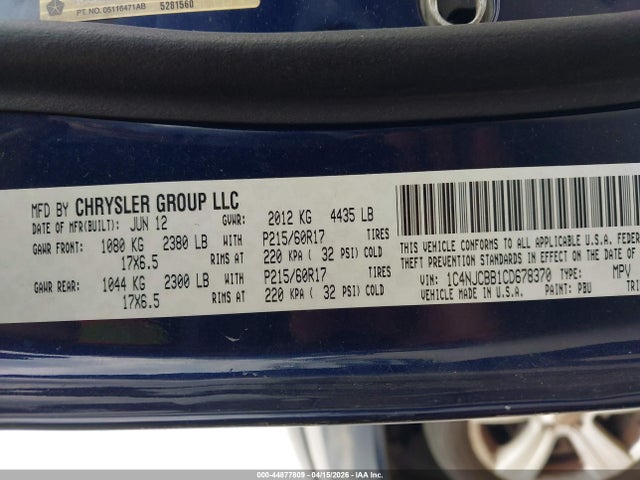 PT. NO. 05116471AB 5281560
MFD BY CHRYSLER GROUP LLC
DATE OF MFR(BUILT): JUN 12 GVWR: 2012 KG 4435 LB
GAWR FRONT: 1080 KG 2380 LB WITH P215/60R17 TIRES
17X6.5 RIMS AT 220 KPA ( 32 PSI) COLD
GAWR REAR: 1044 KG 2300 LB WITH P215/60R17 TIRES
17X6.5 RIMS AT 220 KPA ( 32 PSI) COLD
THIS VEHICLE CONFORMS TO ALL APPLICABLE U.S.A. FEDER
THEFT PREVENTION STANDARDS IN EFFECT ON THE DATE OF
VIN: 1C4NJCBB1CD678370 TYPE: MPV
VEHICLE MADE IN U.S.A. PAINT: PBU TRI
000-44877809 - 04/15/2026 - IAA Inc.